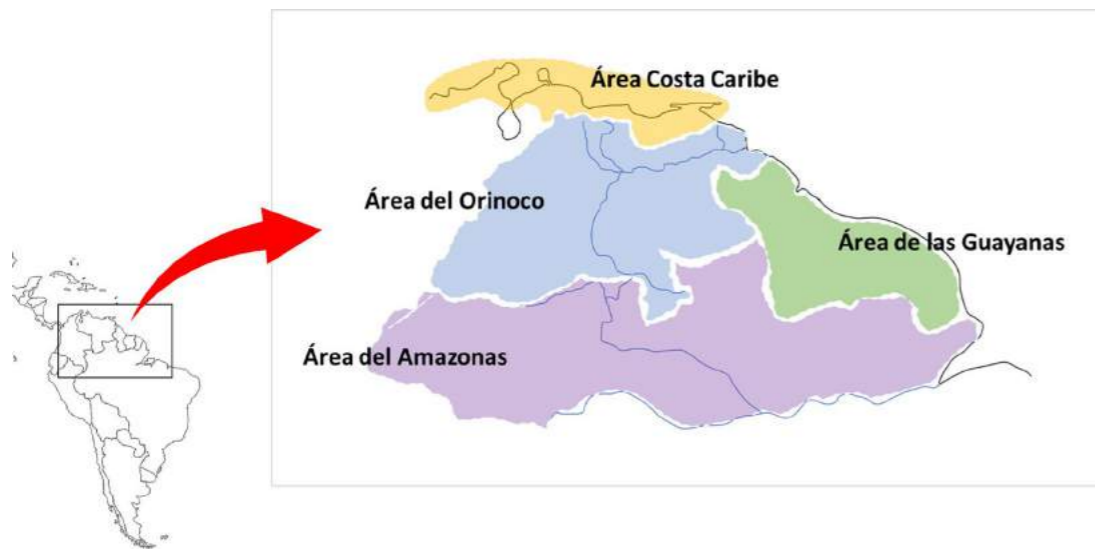 Área Costa Caribe
Área del Orinoco
Área de las Guayanas
Área del Amazonas